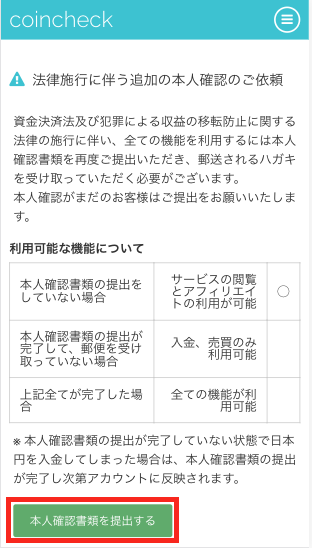 coincheck
法律施行に伴う追加の本人確認のご依頼
資金決済法及び犯罪による収益の移転防止に関する
法律の施行に伴い、全ての機能を利用するには本人
確認書類を再度ご提出いただき、郵送されるハガキ
を受け取っていただく必要がございます。
本人確認がまだのお客様はご提出をお願いいたしま
す。
利用可能な機能について
本人確認書類の提出を
していない場合
サービスの閲覧
とアフィリエイ
トの利用が可能
○
本人確認書類の提出が
完了して、郵便を受け
取っていない場合
入金、売買のみ
利用可能
上記全てが完了した場
合
全ての機能が利
用可能
※ 本人確認書類の提出が完了していない状態で日本
円を入金してしまった場合は、本人確認書類の提出
が完了し次第アカウントに反映されます。
本人確認書類を提出する